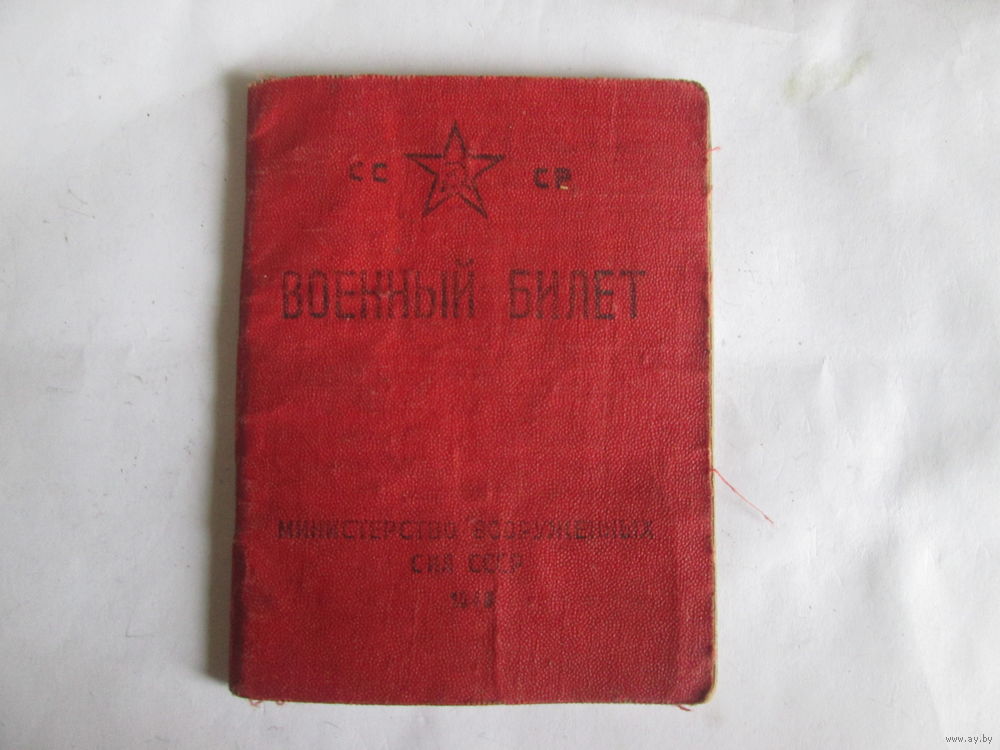 СС СР
ВОЕННЫЙ БИЛЕТ
МИНИСТЕРСТВО ВООРУЖЕННЫХ
СИЛ СССР
www.ay.by